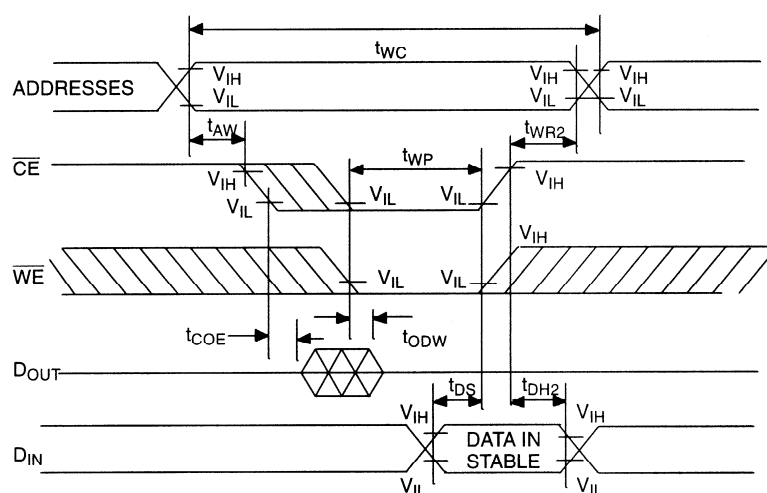 tWC
ADDRESSES
VIH VIH VIH
VIL VIL VIL
tAW tWR2
CE tWP
VIH VIH
VIL VIL VIL
VIH
WE
VIL VIL
tCOE tODW
DOUT
tDS tDH2
VIH VIH
DIN DATA IN
STABLE
VIL VIL